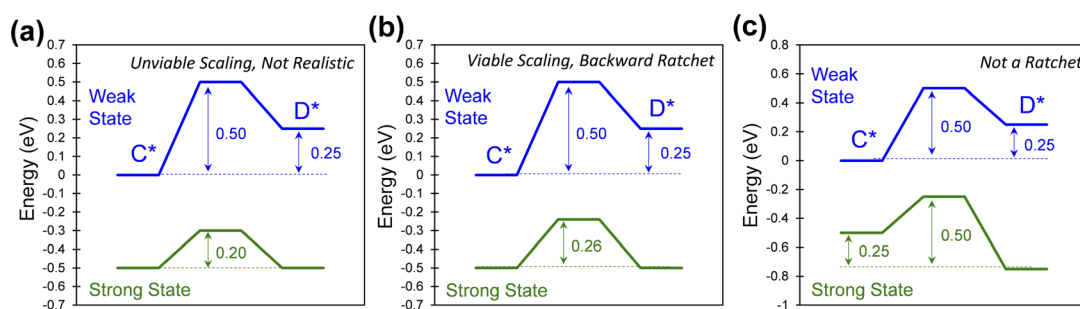 (a)
Energy (eV)
0.7
0.6
0.5
0.4
0.3
0.2
0.1
0
-0.1
-0.2
-0.3
-0.4
-0.5
-0.6
-0.7
Unviable Scaling, Not Realistic
Weak
State
C*
D*
0.50
0.25
0.20
Strong State
(b)
Energy (eV)
0.7
0.6
0.5
0.4
0.3
0.2
0.1
0
-0.1
-0.2
-0.3
-0.4
-0.5
-0.6
-0.7
Viable Scaling, Backward Ratchet
Weak
State
C*
D*
0.50
0.25
0.26
Strong State
(c)
Energy (eV)
0.8
0.6
0.4
0.2
0
-0.2
-0.4
-0.6
-0.8
-1
Not a Ratchet
Weak
State
C*
D*
0.50
0.25
0.25
0.50
Strong State